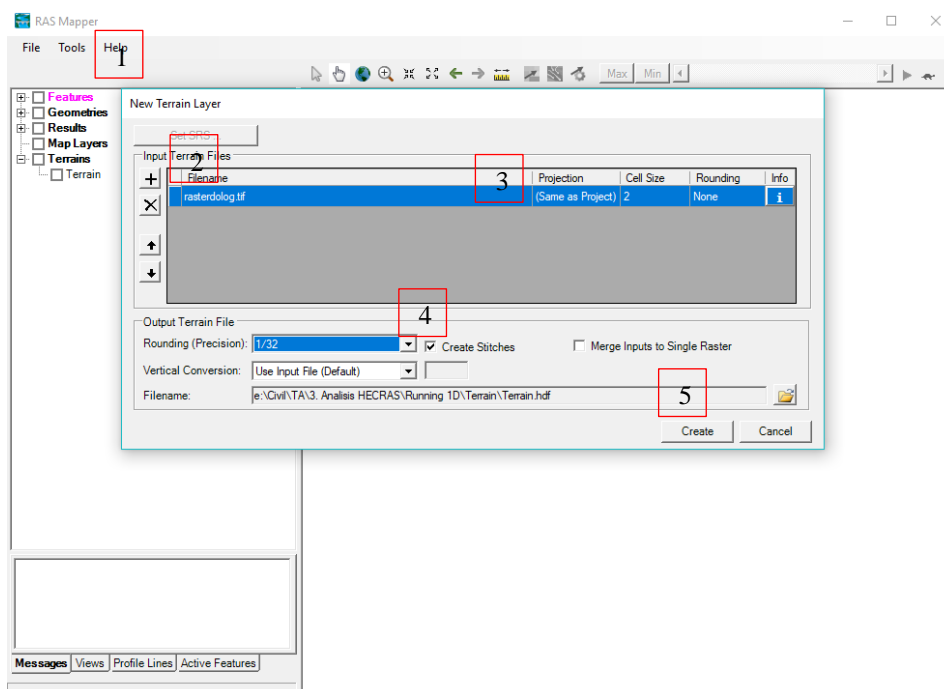 RAS Mapper
File Tools Help
1
Max Min
Features
Geometries
Results
Map Layers
Terrains
Terrain
New Terrain Layer
Set SRS
Input Terrain Files
2
3
Filename Projection Cell Size Rounding Info
rasterdolog.tif (Same as Project) 2 None i
4
Output Terrain File
Rounding (Precision): 1/32 Create Stitches Merge Inputs to Single Raster
Vertical Conversion: Use Input File (Default)
5
Filename: e:\Civil\TA\3. Analisis HECRAS\Running 1D\Terrain\Terrain.hdf
Create Cancel
Messages Views Profile Lines Active Features